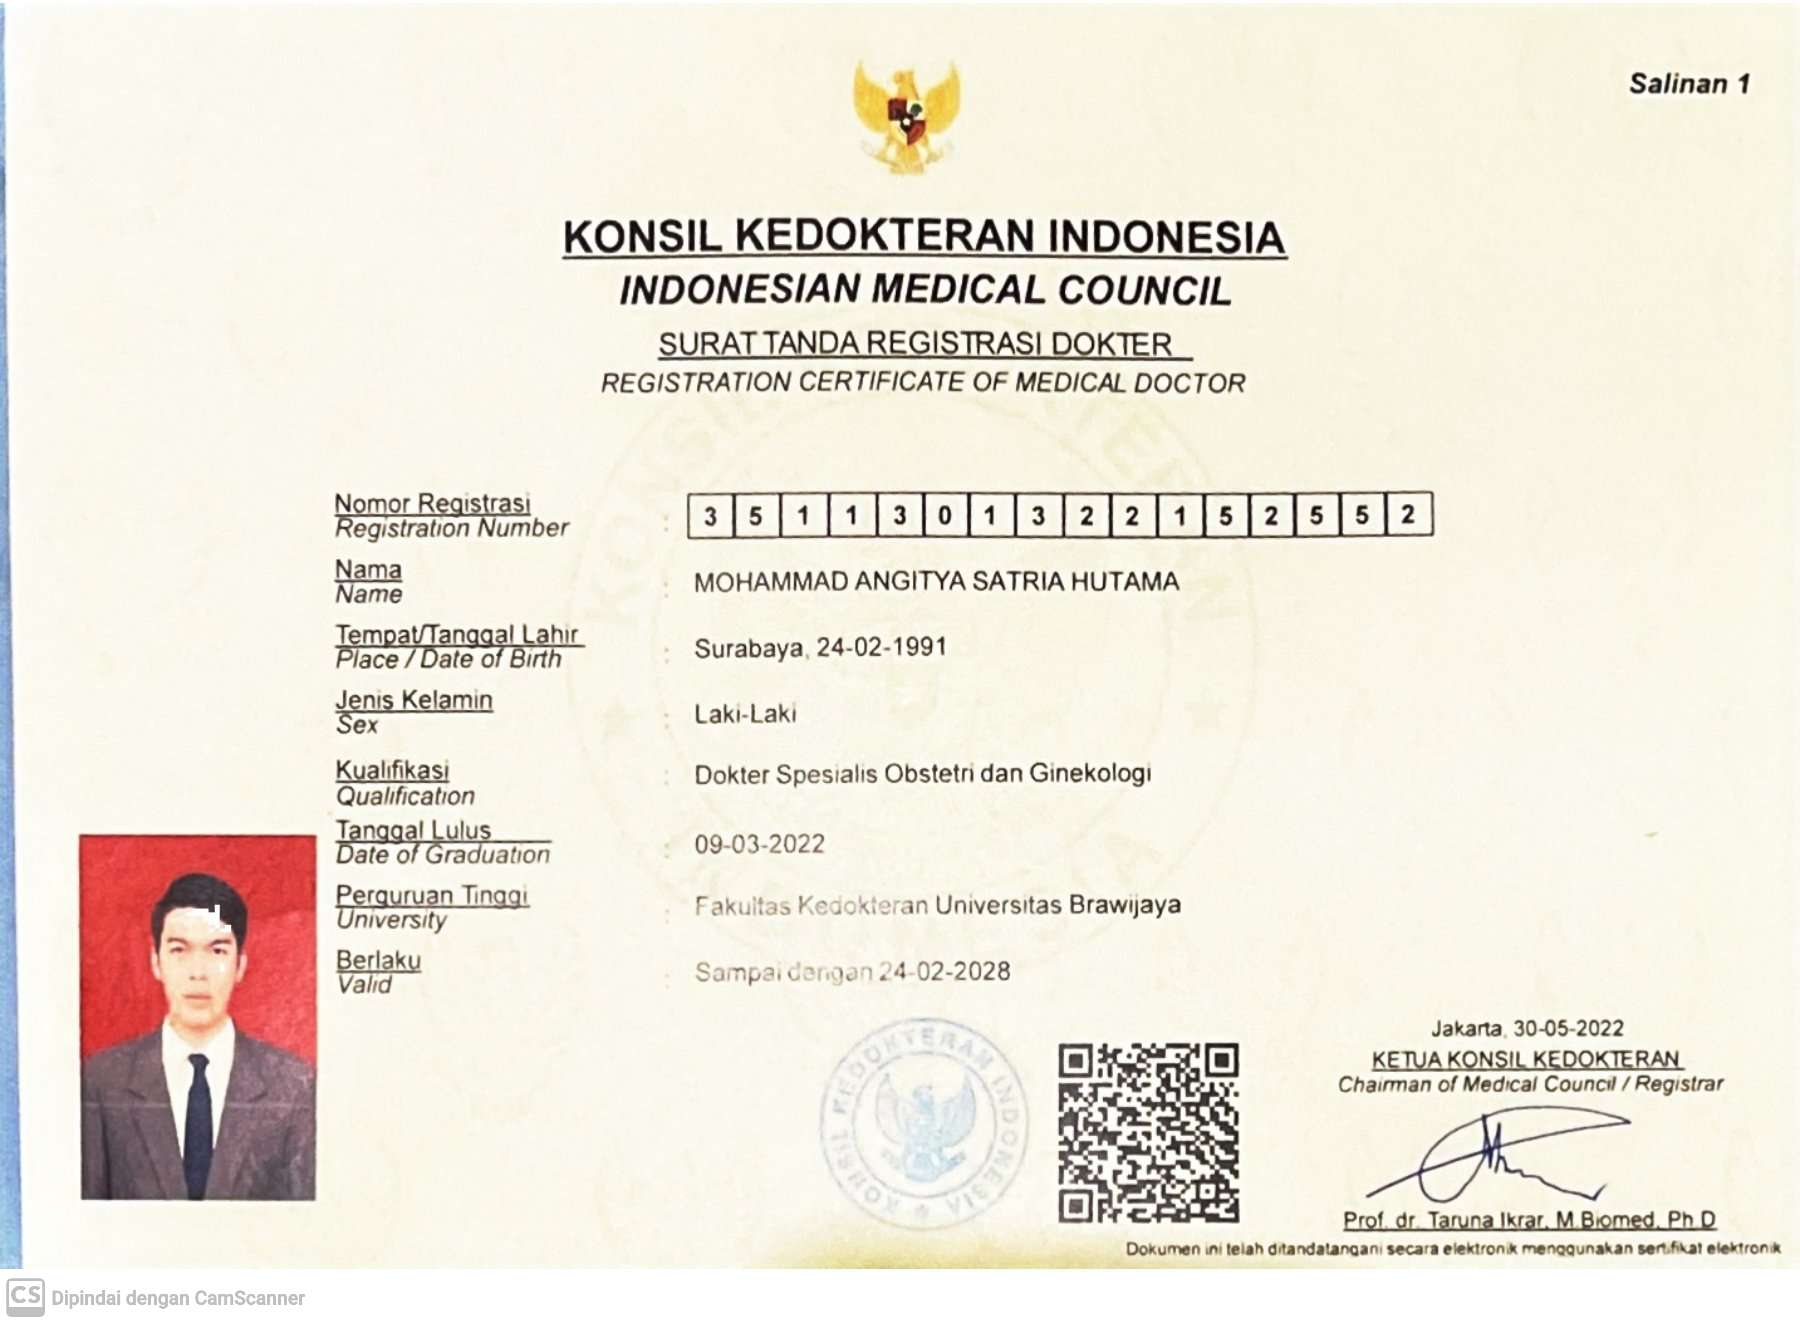 Salinan 1
KONSIL KEDOKTERAN INDONESIA
INDONESIAN MEDICAL COUNCIL
SURAT TANDA REGISTRASI DOKTER
REGISTRATION CERTIFICATE OF MEDICAL DOCTOR
Nomor Registrasi
Registration Number : 3 5 1 1 3 0 1 3 2 2 1 5 2 5 5 2
Nama
Name : MOHAMMAD ANGITYA SATRIA HUTAMA
Tempat/Tanggal Lahir
Place / Date of Birth : Surabaya, 24-02-1991
Jenis Kelamin
Sex : Laki-Laki
Kualifikasi
Qualification : Dokter Spesialis Obstetri dan Ginekologi
Tanggal Lulus
Date of Graduation : 09-03-2022
Perguruan Tinggi
University : Fakultas Kedokteran Universitas Brawijaya
Berlaku
Valid : Sampai dengan 24-02-2028
KONSIL KEDOKTERAN INDONESIA
Jakarta, 30-05-2022
KETUA KONSIL KEDOKTERAN
Chairman of Medical Council / Registrar
Prof. dr. Taruna Ikrar, M.Biomed, Ph.D
Dokumen ini telah ditandatangani secara elektronik menggunakan sertifikat elektronik
CS Dipindai dengan CamScanner